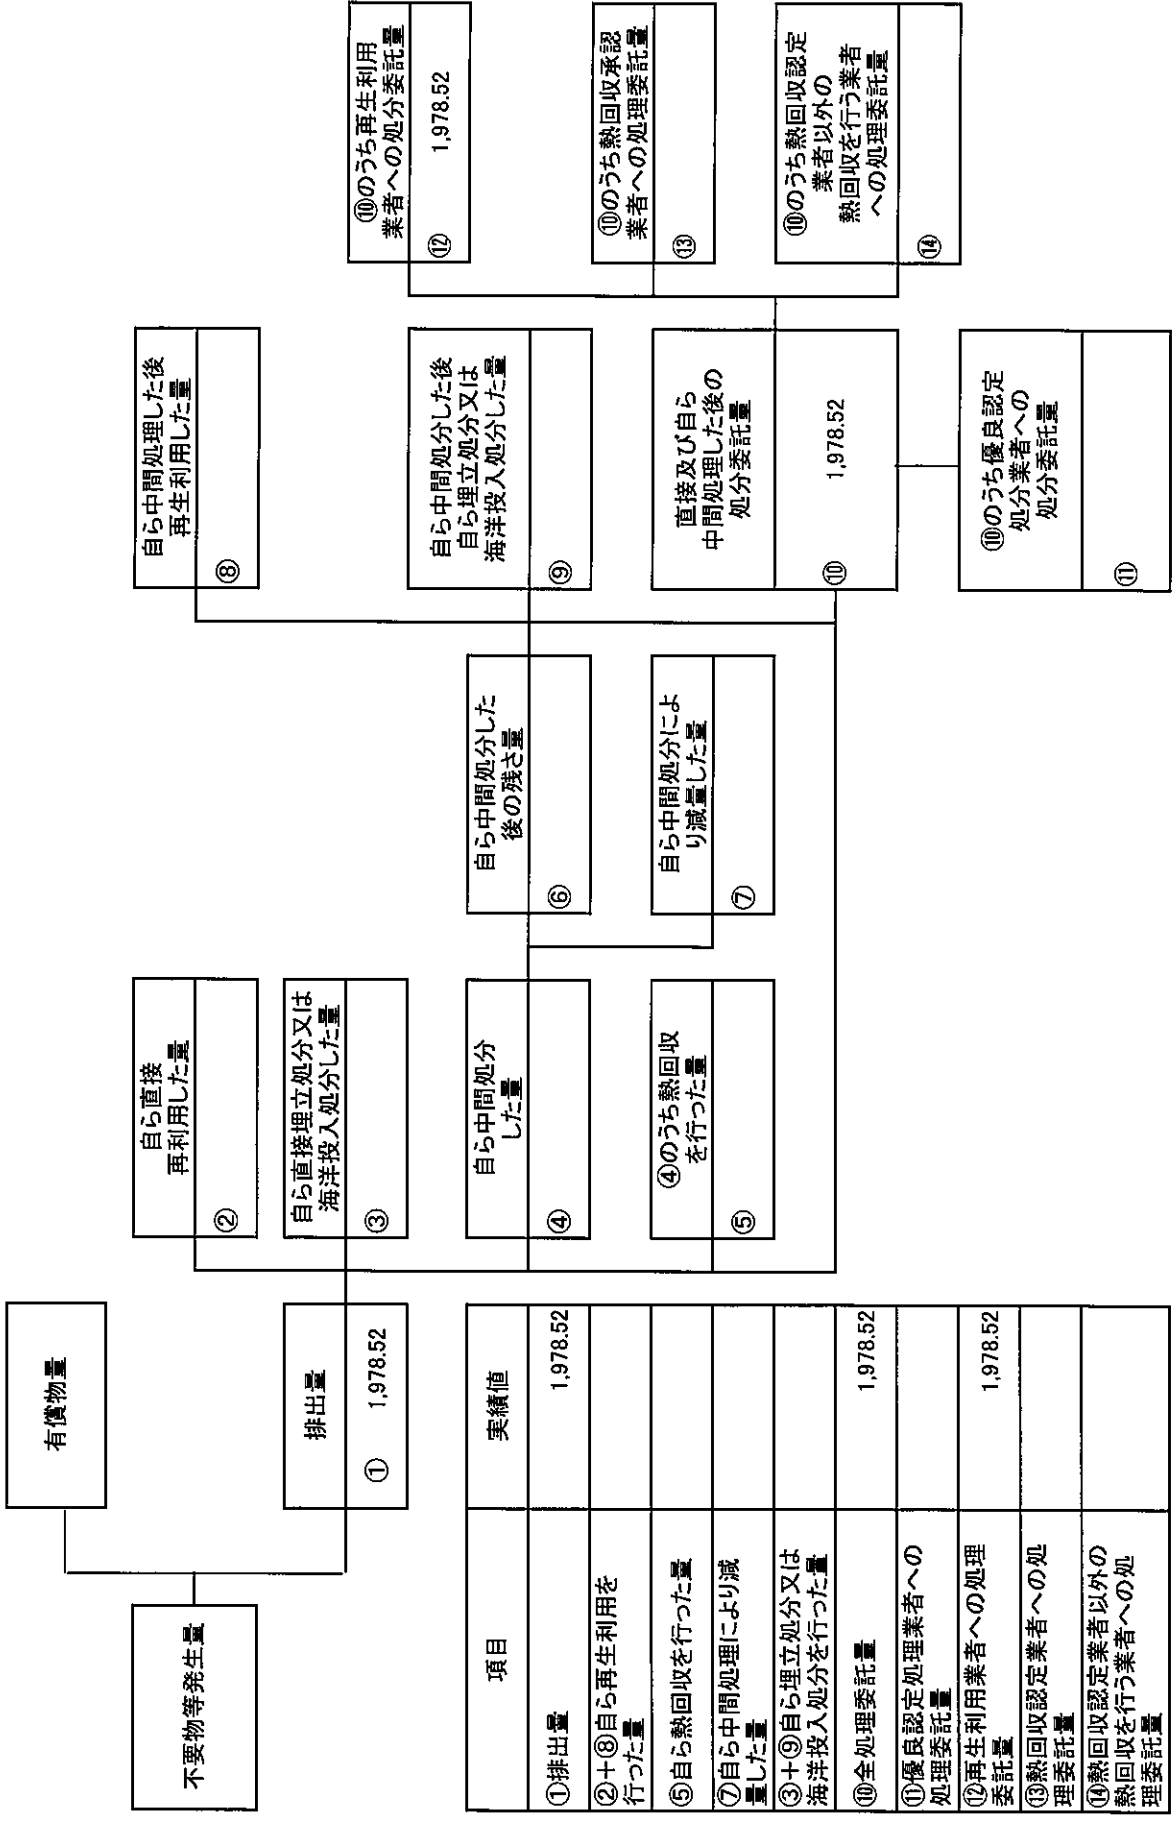 不要物等発生量
有償物量
排出量
① 1,978.52
自ら直接
再利用した量
②
自ら直接埋立処分又は
海洋投入処分した量
③
自ら中間処分
した量
④
④のうち熱回収
を行った量
⑤
自ら中間処分した
後の残さ量
⑥
自ら中間処分によ
り減量した量
⑦
自ら中間処理した後
再生利用した量
⑧
自ら中間処分した後
自ら埋立処分又は
海洋投入処分した量
⑨
直接及び自ら
中間処理した後の
処分委託量
⑩ 1,978.52
⑩のうち優良認定
処分業者への
処分委託量
⑪
⑩のうち再生利用
業者への処分委託量
⑫ 1,978.52
⑩のうち熱回収承認
業者への処理委託量
⑬
⑩のうち熱回収認定
業者以外の
熱回収を行う業者
への処理委託量
⑭
項目 実績値
①排出量 1,978.52
②+⑧自ら再生利用を
行った量
⑤自ら熱回収を行った量
⑦自ら中間処理により減
量した量
③+⑨自ら埋立処分又は
海洋投入処分を行った量
⑩全処理委託量 1,978.52
⑪優良認定処理業者への
処理委託量
⑫再生利用業者への処理
委託量 1,978.52
⑬熱回収認定業者への処
理委託量
⑭熱回収認定業者以外の
熱回収を行う業者への処
理委託量